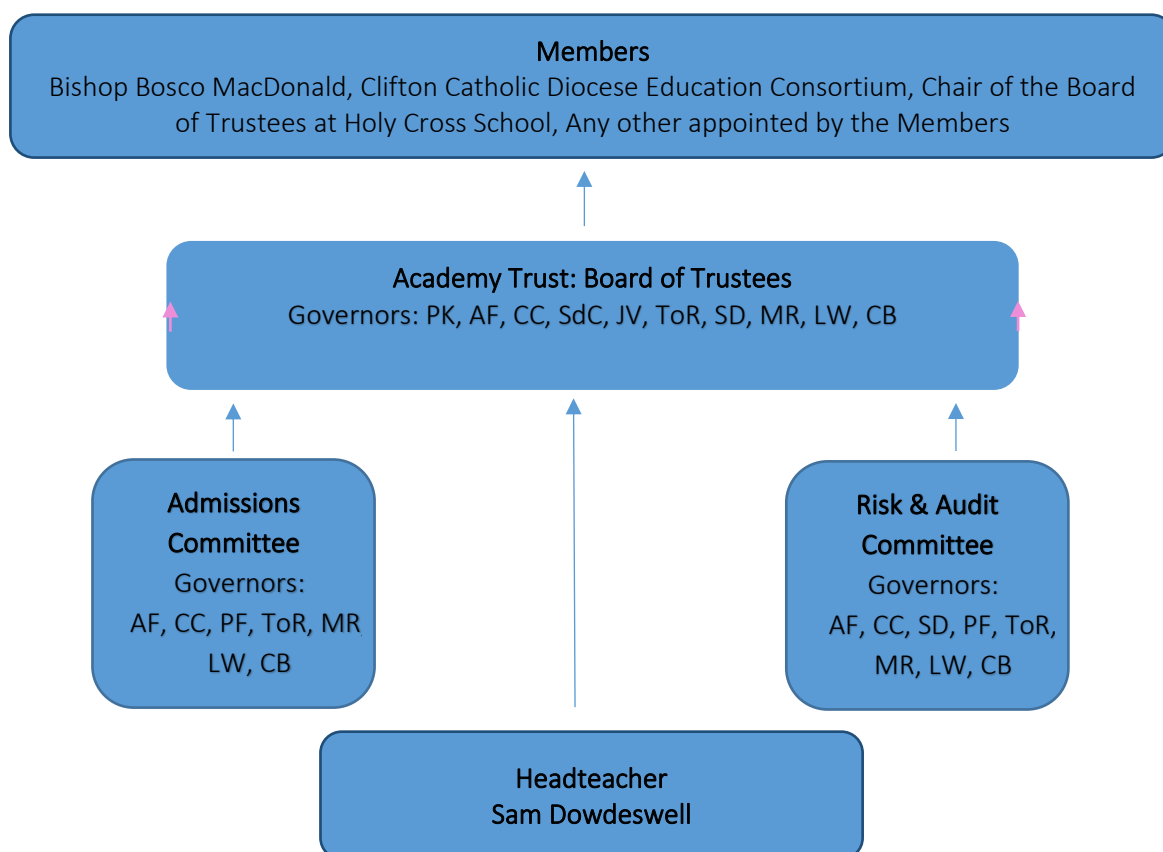 Members
Bishop Bosco MacDonald, Clifton Catholic Diocese Education Consortium, Chair of the Board
of Trustees at Holy Cross School, Any other appointed by the Members
Academy Trust: Board of Trustees
Governors: PK, AF, CC, SdC, JV, ToR, SD, MR, LW, CB
Admissions
Committee
Governors:
AF, CC, PF, ToR, MR
LW, CB
Risk & Audit
Committee
Governors:
AF, CC, SD, PF, ToR,
MR, LW, CB
Headteacher
Sam Dowdeswell